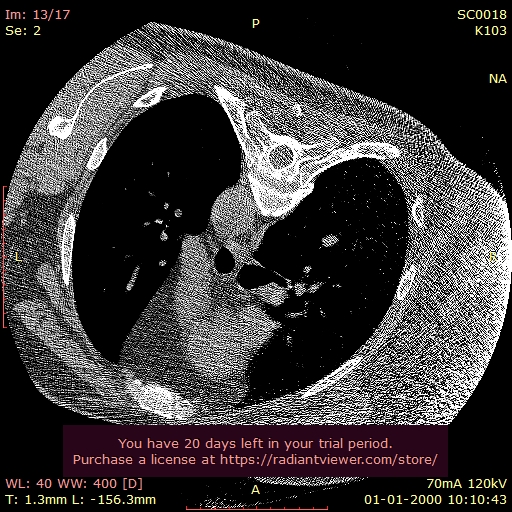 Im: 13/17
Se: 2
P
SC0018
K103
NA
L
You have 20 days left in your trial period.
Purchase a license at https://radiantviewer.com/store/
WL: 40 WW: 400 [D]
T: 1.3mm L: -156.3mm
A
70mA 120kV
01-01-2000 10:10:43